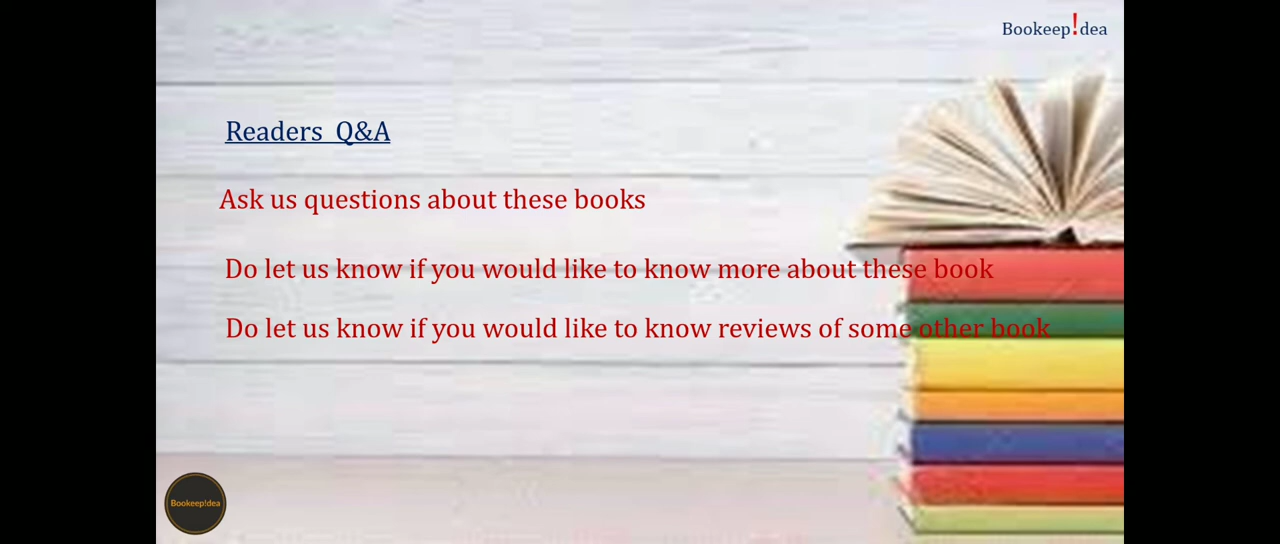 Bookeep!dea
Readers Q&A
Ask us questions about these books
Do let us know if you would like to know more about these book
Do let us know if you would like to know reviews of some other book
Bookeep!dea